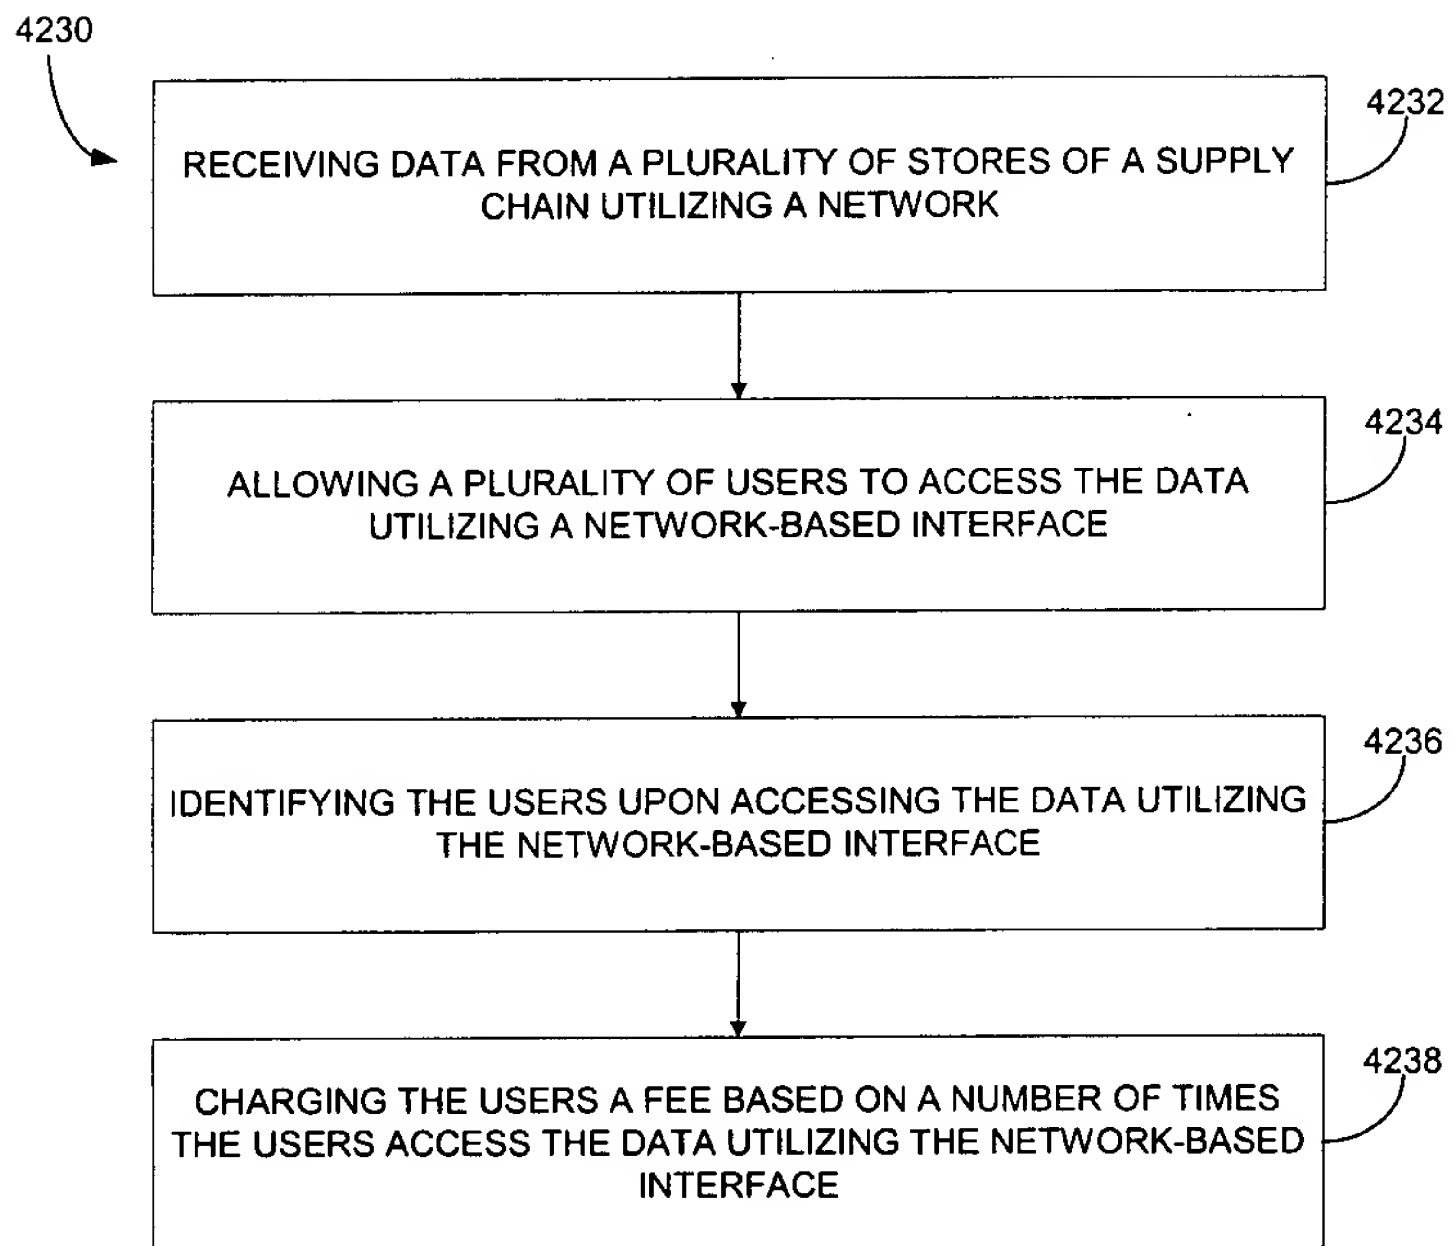 4230
4232
RECEIVING DATA FROM A PLURALITY OF STORES OF A SUPPLY
CHAIN UTILIZING A NETWORK
4234
ALLOWING A PLURALITY OF USERS TO ACCESS THE DATA
UTILIZING A NETWORK-BASED INTERFACE
4236
IDENTIFYING THE USERS UPON ACCESSING THE DATA UTILIZING
THE NETWORK-BASED INTERFACE
4238
CHARGING THE USERS A FEE BASED ON A NUMBER OF TIMES
THE USERS ACCESS THE DATA UTILIZING THE NETWORK-BASED
INTERFACE